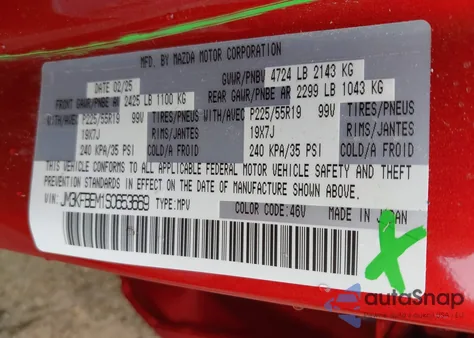 MFD. BY MAZDA MOTOR CORPORATION
DATE 02/25 GVWR/PNBV 4724 LB 2143 KG
FRONT GAWR/PNBE AV 2425 LB 1100 KG REAR GAWR/PNBE AR 2299 LB 1043 KG
WITH/AVEC P225/55R19 99V TIRES/PNEUS WITH/AVEC P225/55R19 99V TIRES/PNEUS
19X7J RIMS/JANTES 19X7J RIMS/JANTES
240 KPA/35 PSI COLD/A FROID 240 KPA/35 PSI COLD/A FROID
THIS VEHICLE CONFORMS TO ALL APPLICABLE FEDERAL MOTOR VEHICLE SAFETY AND THEFT
PREVENTION STANDARDS IN EFFECT ON THE DATE OF MANUFACTURE SHOWN ABOVE.
VIN: JM3KFBEM1S0653669 TYPE: MPV COLOR CODE: 46V MADE IN JAPAN
autoSnap